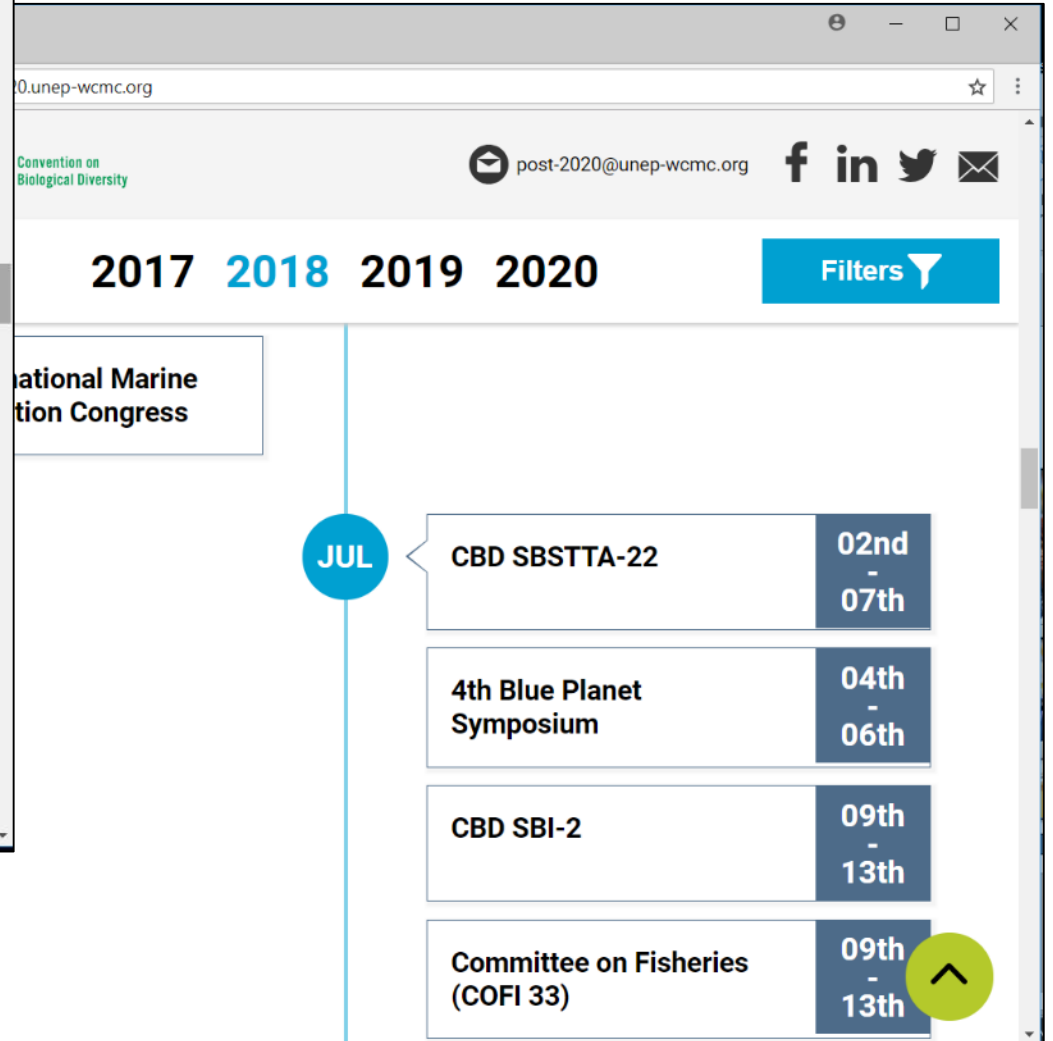 0.unep-wcmc.org
Convention on
Biological Diversity
post-2020@unep-wcmc.org
2017 2018 2019 2020
Filters
national Marine
tion Congress
JUL
CBD SBSTTA-22
02nd
-
07th
4th Blue Planet
Symposium
04th
-
06th
CBD SBI-2
09th
-
13th
Committee on Fisheries
(COFI 33)
09th
-
13th